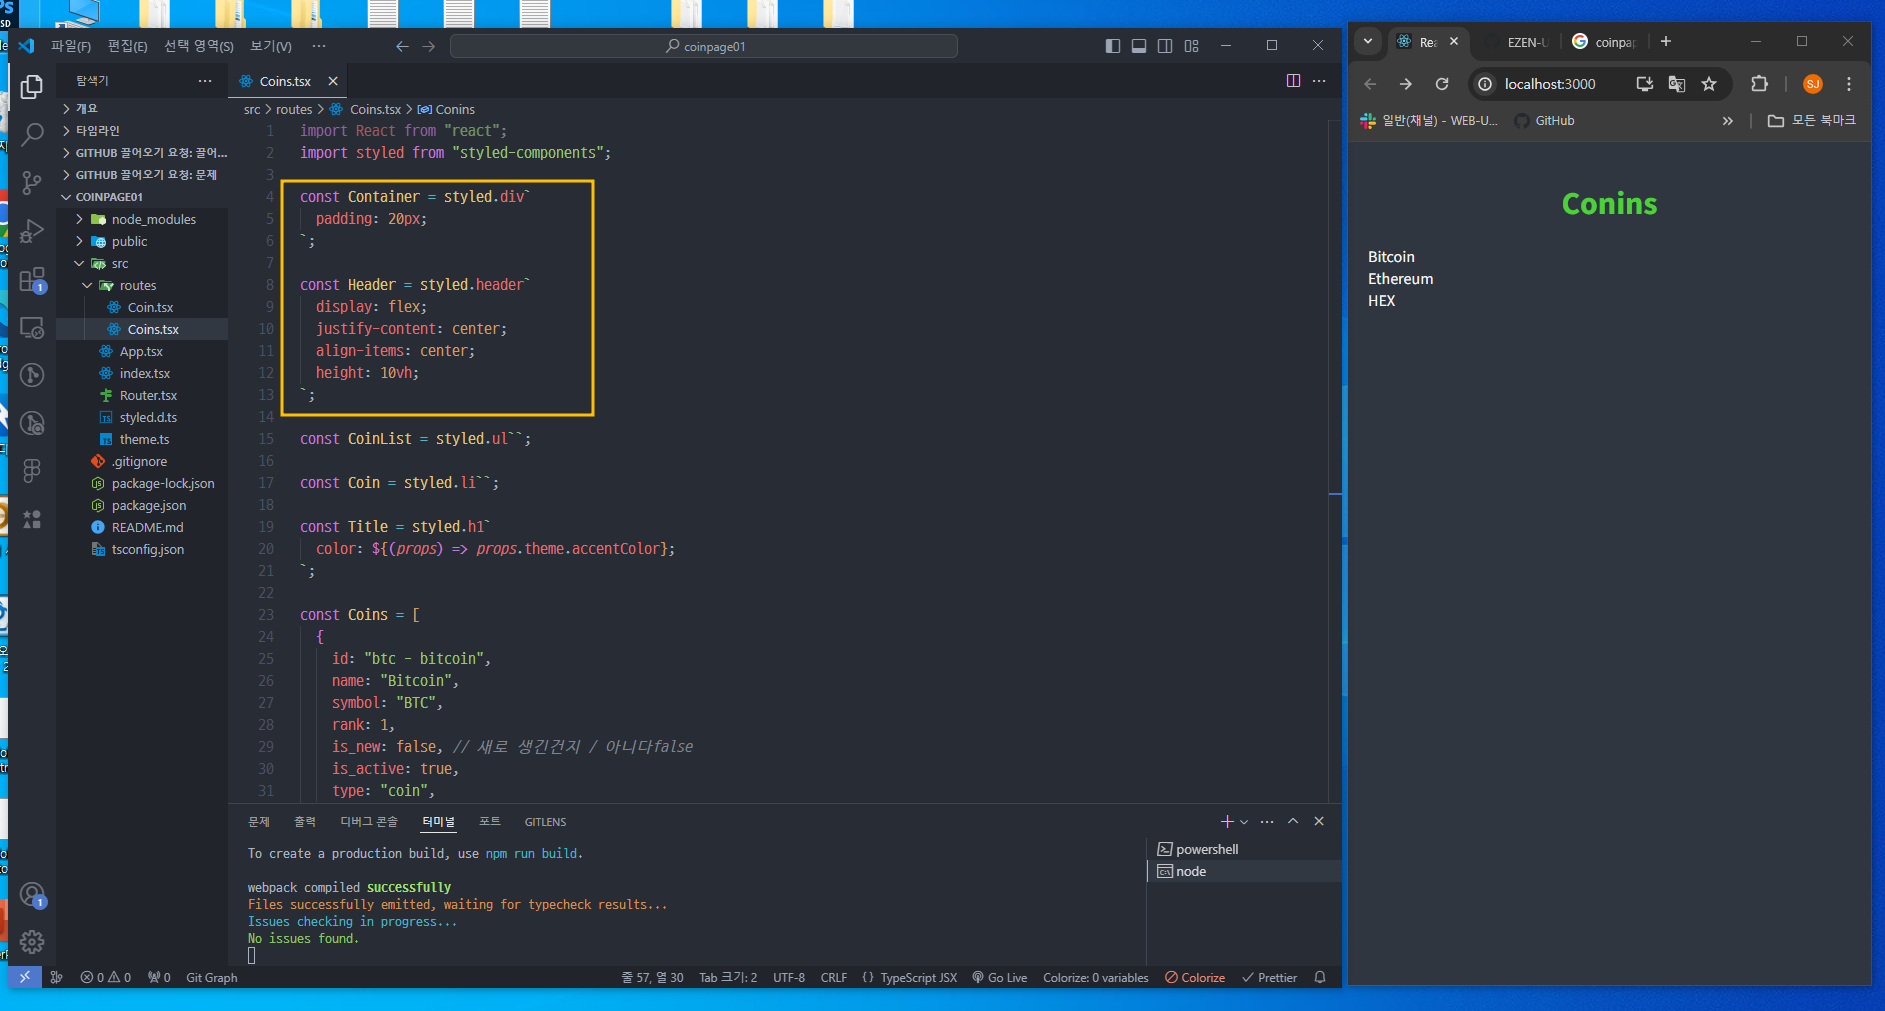 파일(F) 편집(E) 선택 영역(S) 보기(V) ··· coinpage01
탐색기 ···
개요
타임라인
GITHUB 끌어오기 요청: 끌어...
GITHUB 끌어오기 요청: 문제
COINPAGE01
node_modules
public
src
routes
Coin.tsx
Coins.tsx
App.tsx
index.tsx
Router.tsx
styled.d.ts
theme.ts
.gitignore
package-lock.json
package.json
README.md
tsconfig.json
Coins.tsx
src > routes > Coins.tsx > Conins
1 import React from "react";
2 import styled from "styled-components";
3
4 const Container = styled.div`
5 padding: 20px;
6 `;
7
8 const Header = styled.header`
9 display: flex;
10 justify-content: center;
11 align-items: center;
12 height: 10vh;
13 `;
14
15 const CoinList = styled.ul``;
16
17 const Coin = styled.li``;
18
19 const Title = styled.h1`
20 color: ${(props) => props.theme.accentColor};
21 `;
22
23 const Coins = [
24 {
25 id: "btc - bitcoin",
26 name: "Bitcoin",
27 symbol: "BTC",
28 rank: 1,
29 is_new: false, // 새로 생긴건지 / 아니다false
30 is_active: true,
31 type: "coin",
문제 출력 디버그 콘솔 터미널 포트 GITLENS
To create a production build, use npm run build.
webpack compiled successfully
Files successfully emitted, waiting for typecheck results...
Issues checking in progress...
No issues found.
powershell
node
0 0 0 Git Graph 줄 57, 열 30 Tab 크기: 2 UTF-8 CRLF { } TypeScript JSX Go Live Colorize: 0 variables Colorize Prettier
Rea EZEN-U coinpap
localhost:3000 SJ
일반(채널) - WEB-U... GitHub » 모든 북마크
Conins
Bitcoin
Ethereum
HEX